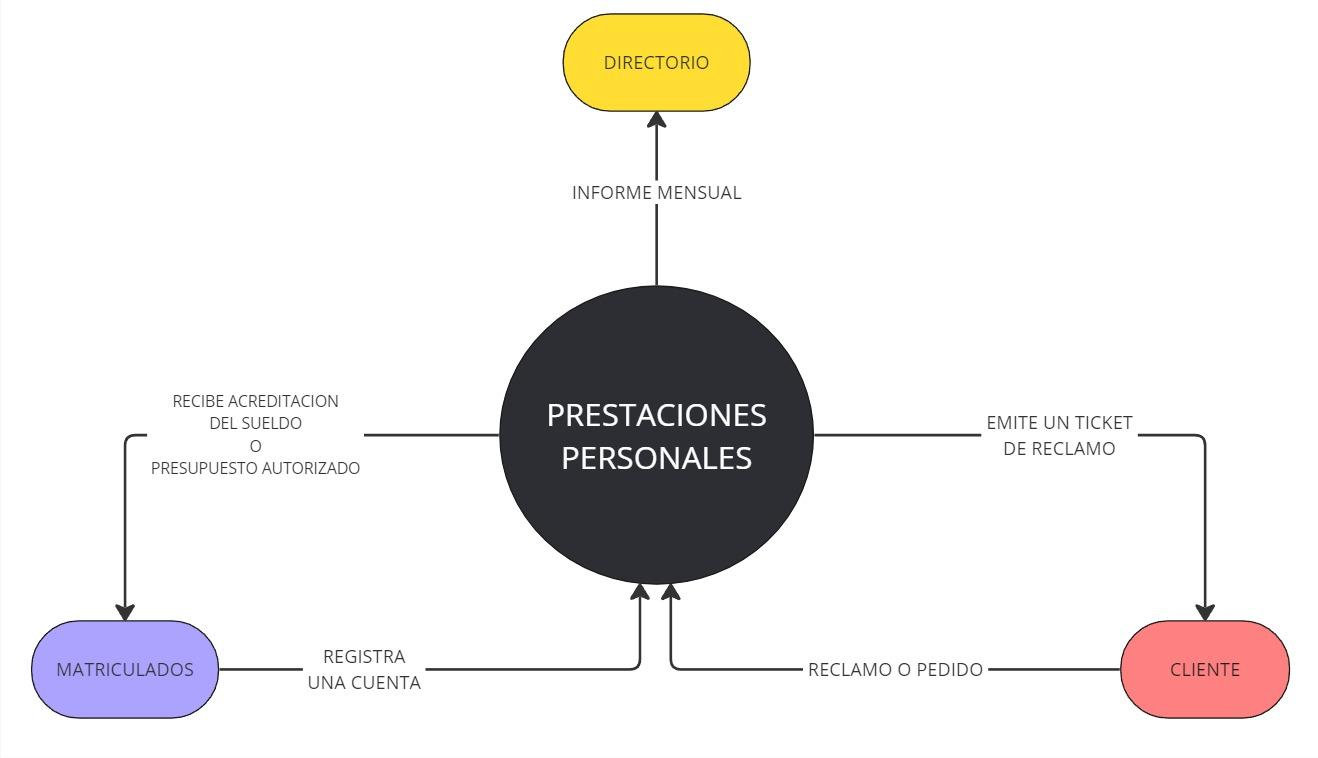 DIRECTORIO
INFORME MENSUAL
RECIBE ACREDITACION
DEL SUELDO
O
PRESUPUESTO AUTORIZADO
PRESTACIONES
PERSONALES
EMITE UN TICKET
DE RECLAMO
MATRICULADOS
REGISTRA
UNA CUENTA
RECLAMO O PEDIDO
CLIENTE